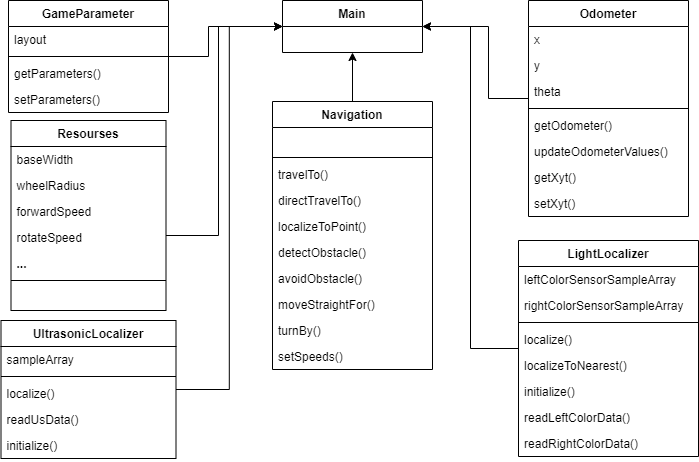 GameParameter
layout
getParameters()
setParameters()
Resourses
baseWidth
wheelRadius
forwardSpeed
rotateSpeed
...
UltrasonicLocalizer
sampleArray
localize()
readUsData()
initialize()
Main
Navigation
travelTo()
directTravelTo()
localizeToPoint()
detectObstacle()
avoidObstacle()
moveStraightFor()
turnBy()
setSpeeds()
Odometer
x
y
theta
getOdometer()
updateOdometerValues()
getXyt()
setXyt()
LightLocalizer
leftColorSensorSampleArray
rightColorSensorSampleArray
localize()
localizeToNearest()
initialize()
readLeftColorData()
readRightColorData()